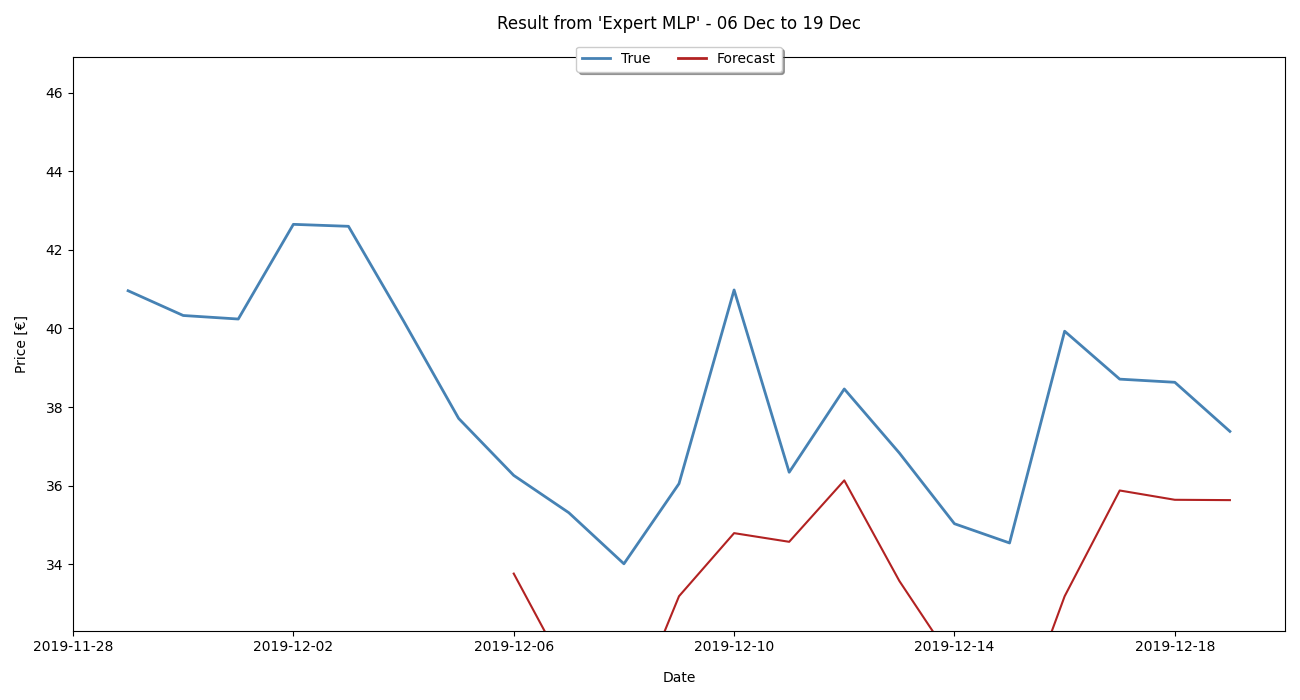 Result from 'Expert MLP' - 06 Dec to 19 Dec
True Forecast
46
44
42
40
38
36
34
Price [€]
2019-11-28 2019-12-02 2019-12-06 2019-12-10 2019-12-14 2019-12-18
Date